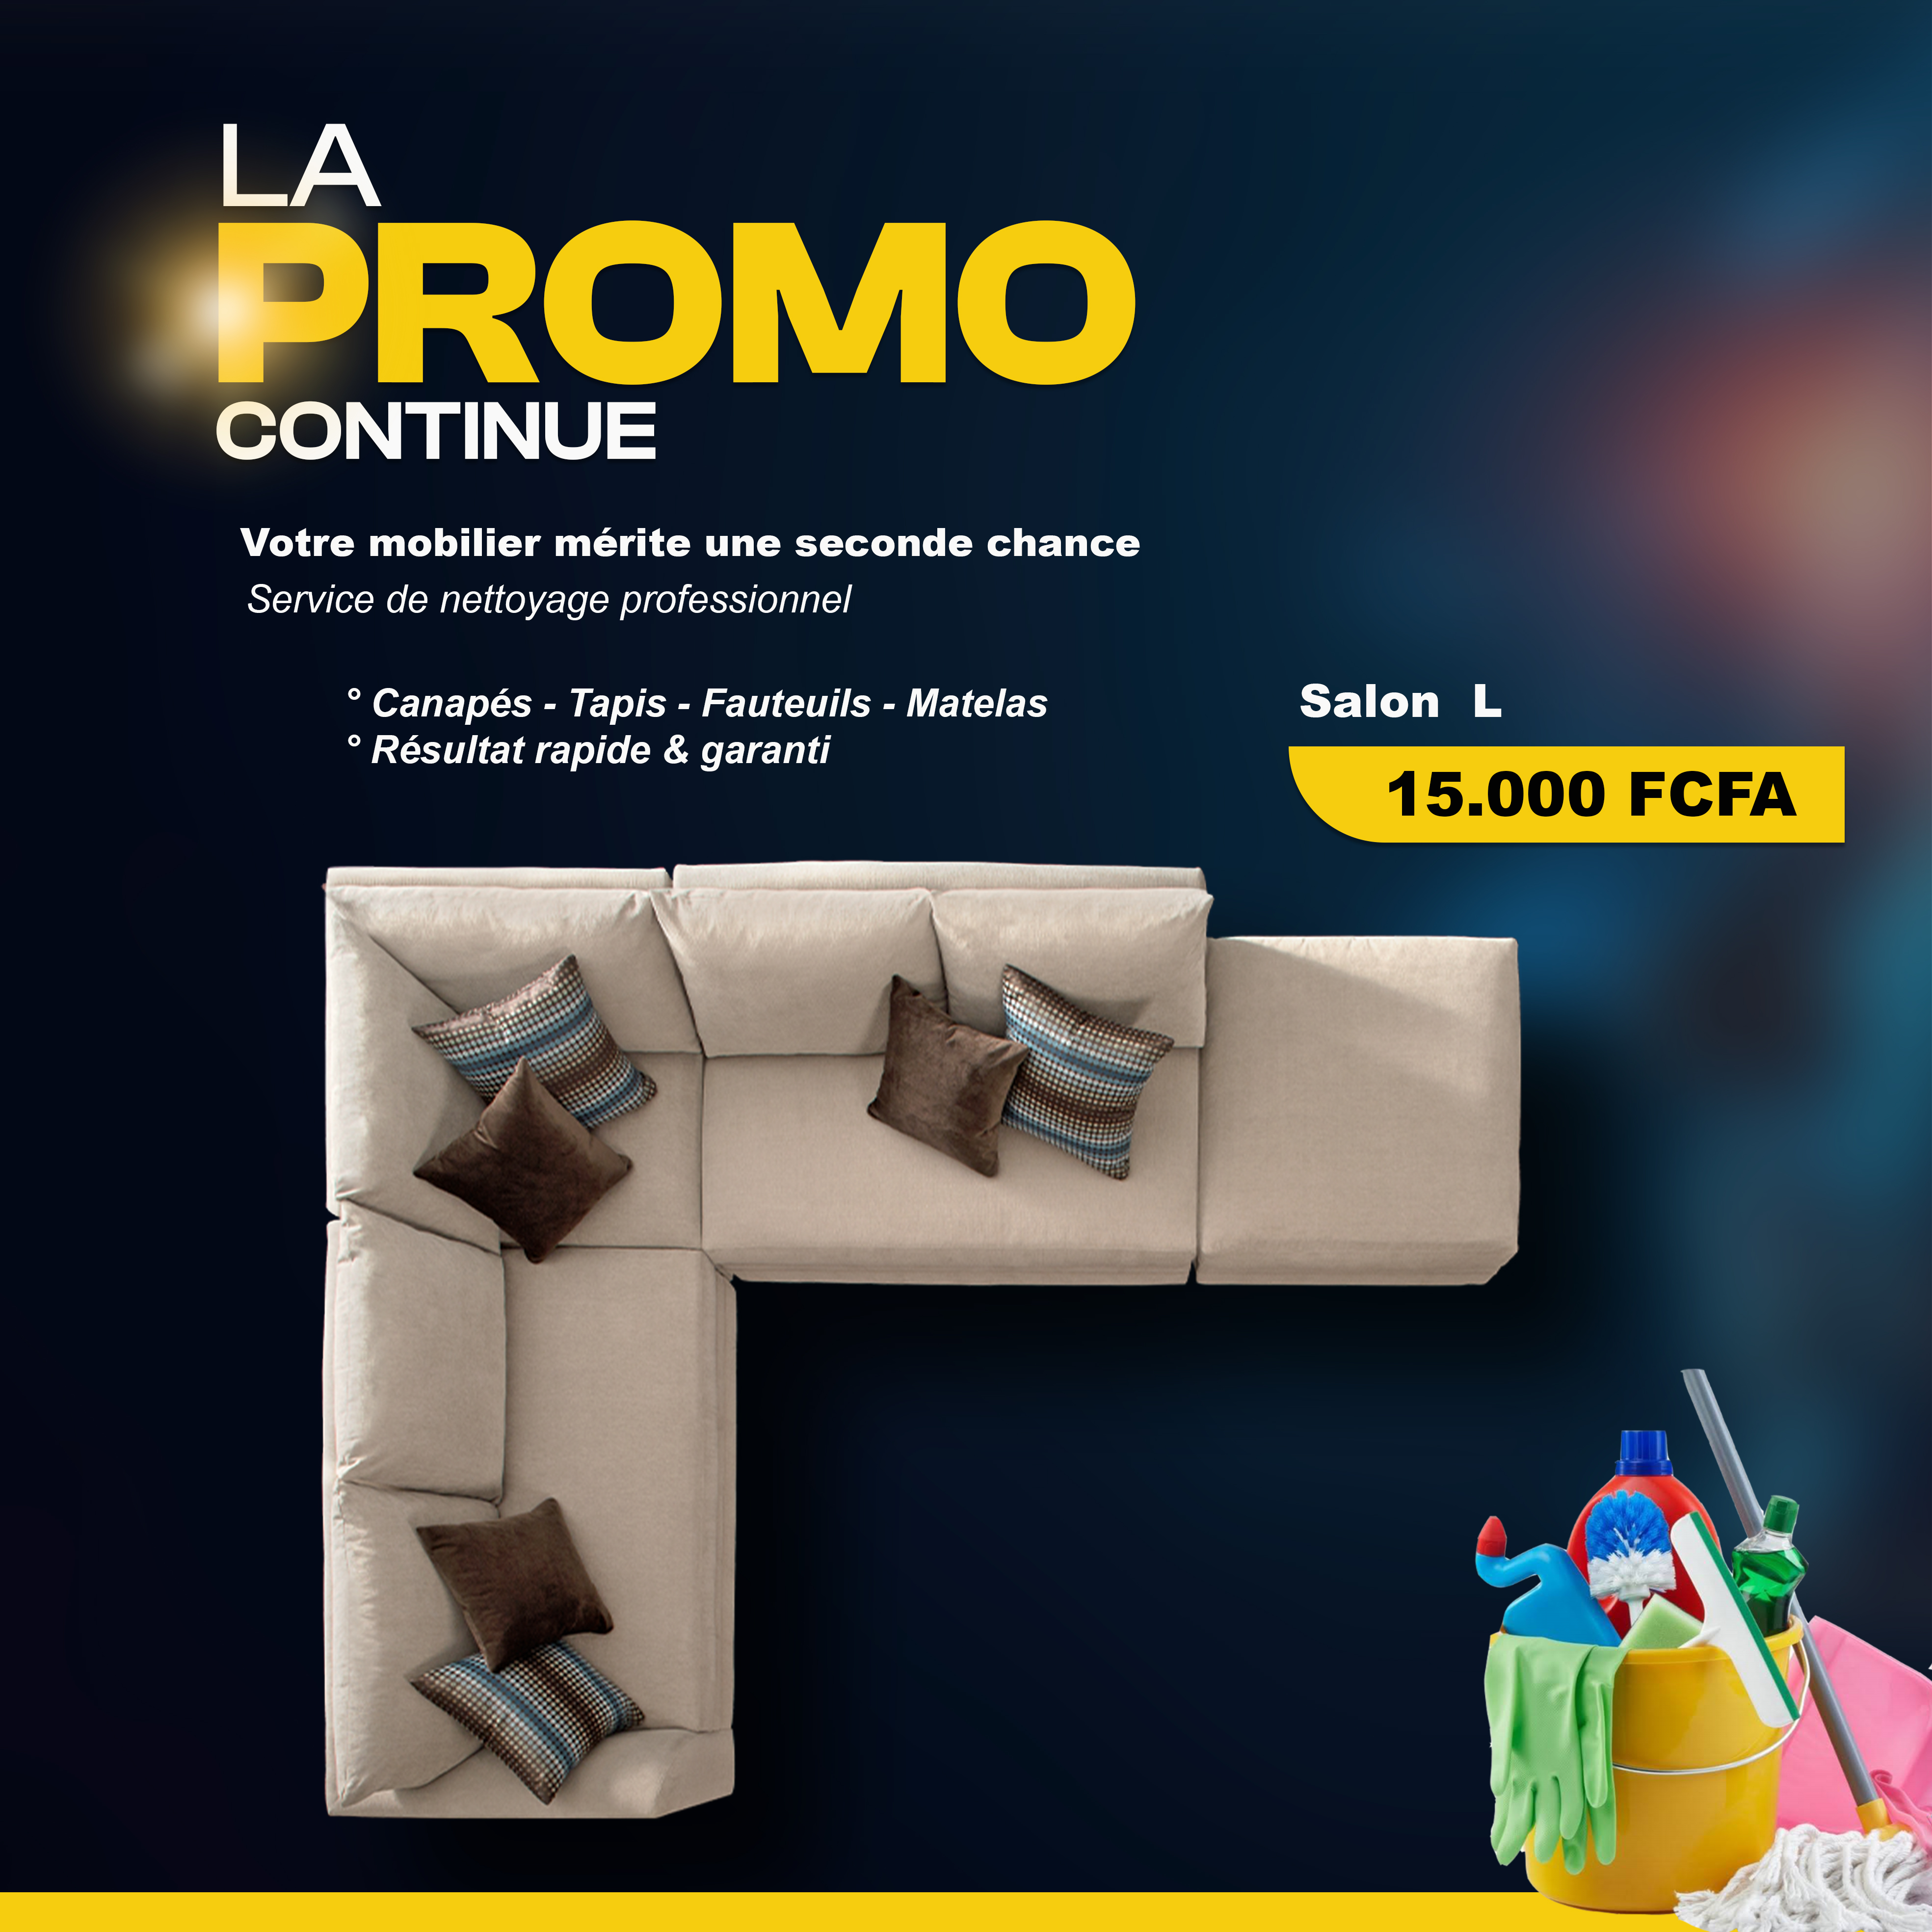 LA
PROMO
CONTINUE
Votre mobilier mérite une seconde chance
Service de nettoyage professionnel
° Canapés - Tapis - Fauteuils - Matelas
° Résultat rapide & garanti
Salon L
15.000 FCFA